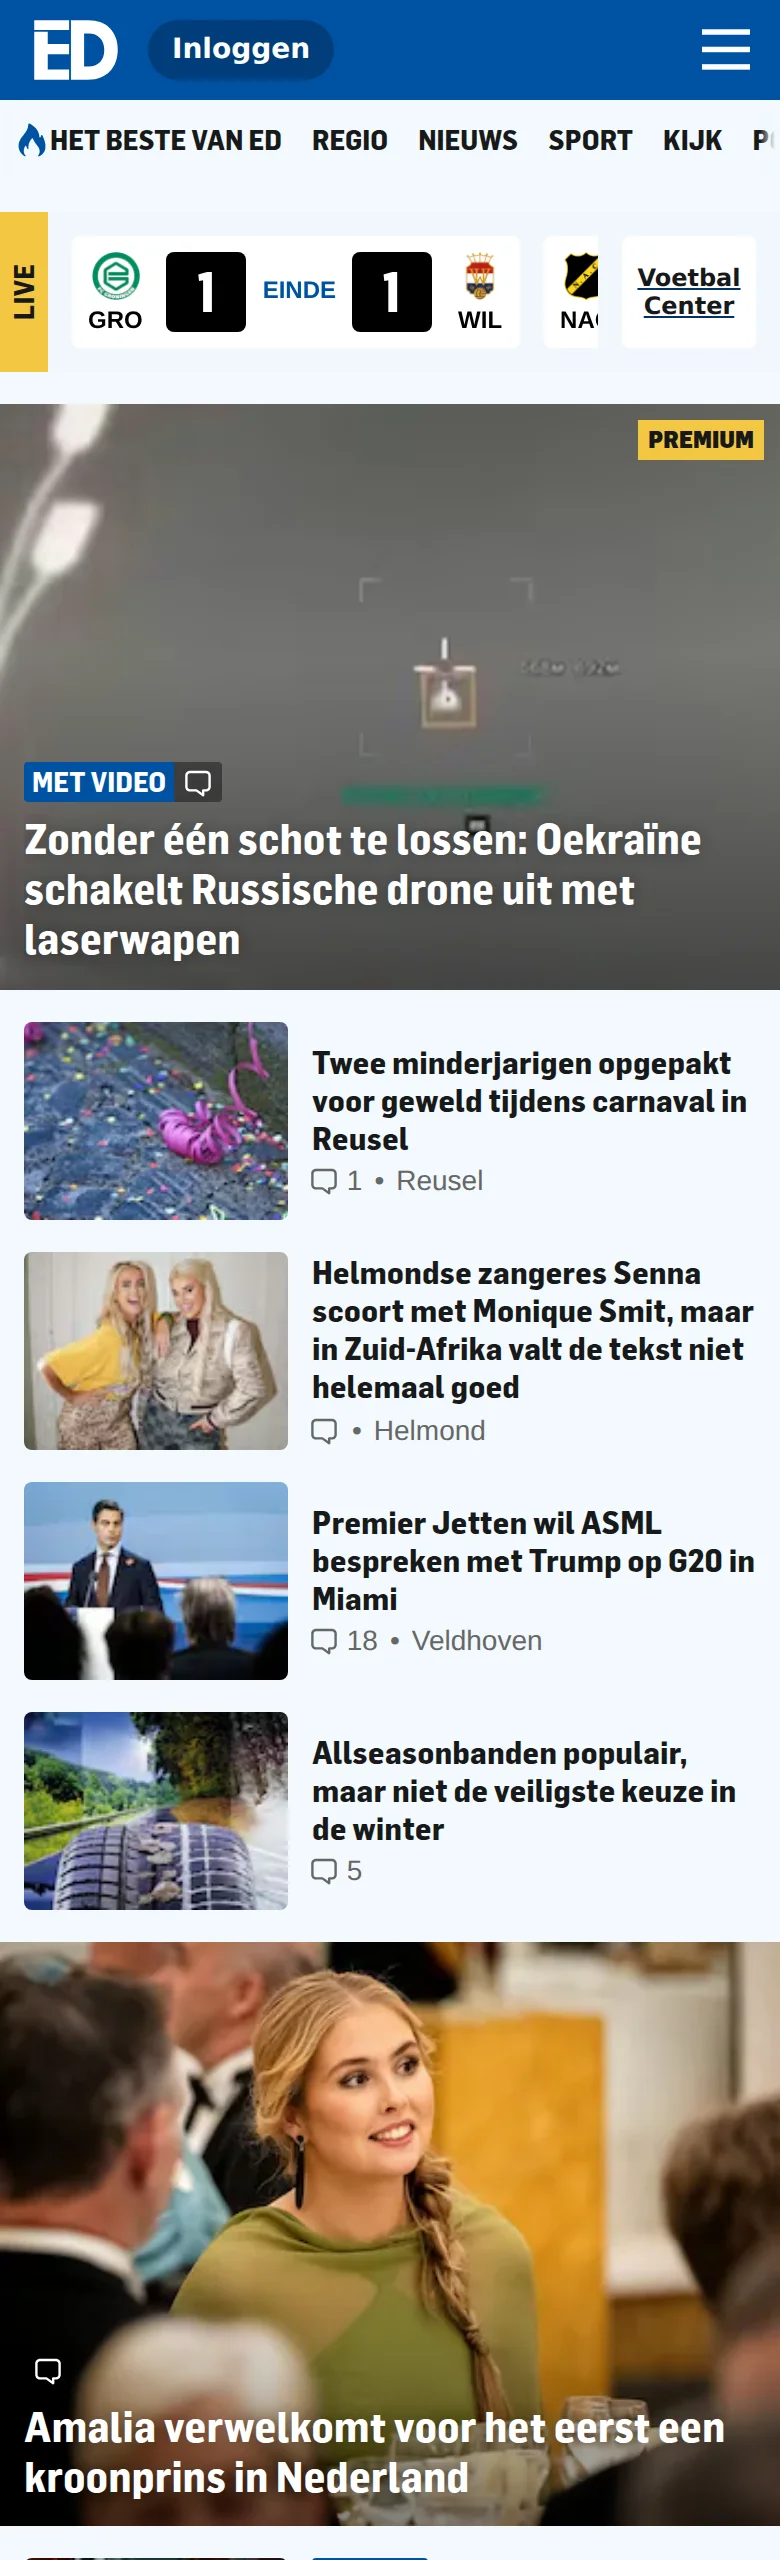 ED
Inloggen
HET BESTE VAN ED REGIO NIEUWS SPORT KIJK
LIVE
GRO 1 EINDE 1 WIL
Voetbal
Center
PREMIUM
MET VIDEO
Zonder één schot te lossen: Oekraïne
schakelt Russische drone uit met
laserwapen
Twee minderjarigen opgepakt
voor geweld tijdens carnaval in
Reusel
1 • Reusel
Helmondse zangeres Senna
scoort met Monique Smit, maar
in Zuid-Afrika valt de tekst niet
helemaal goed
• Helmond
Premier Jetten wil ASML
bespreken met Trump op G20 in
Miami
18 • Veldhoven
Allseasonbanden populair,
maar niet de veiligste keuze in
de winter
5
Amalia verwelkomt voor het eerst een
kroonprins in Nederland